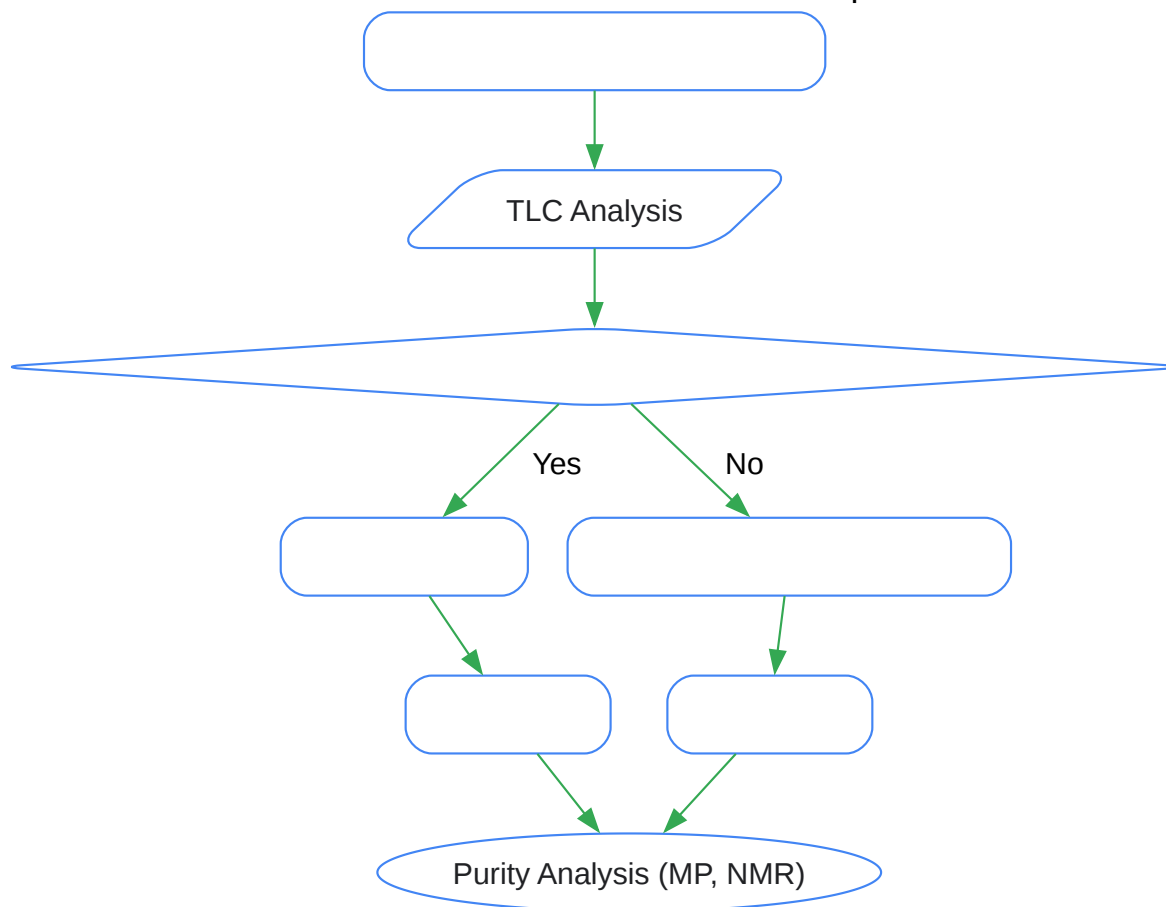 TLC Analysis
Yes
No
Purity Analysis (MP, NMR)